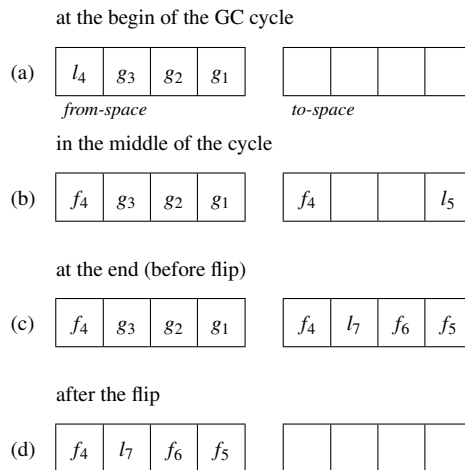 at the begin of the GC cycle
(a) l₄ g₃ g₂ g₁
from-space to-space
in the middle of the cycle
(b) f₄ g₃ g₂ g₁ f₄ l₅
at the end (before flip)
(c) f₄ g₃ g₂ g₁ f₄ l₇ f₆ f₅
after the flip
(d) f₄ l₇ f₆ f₅